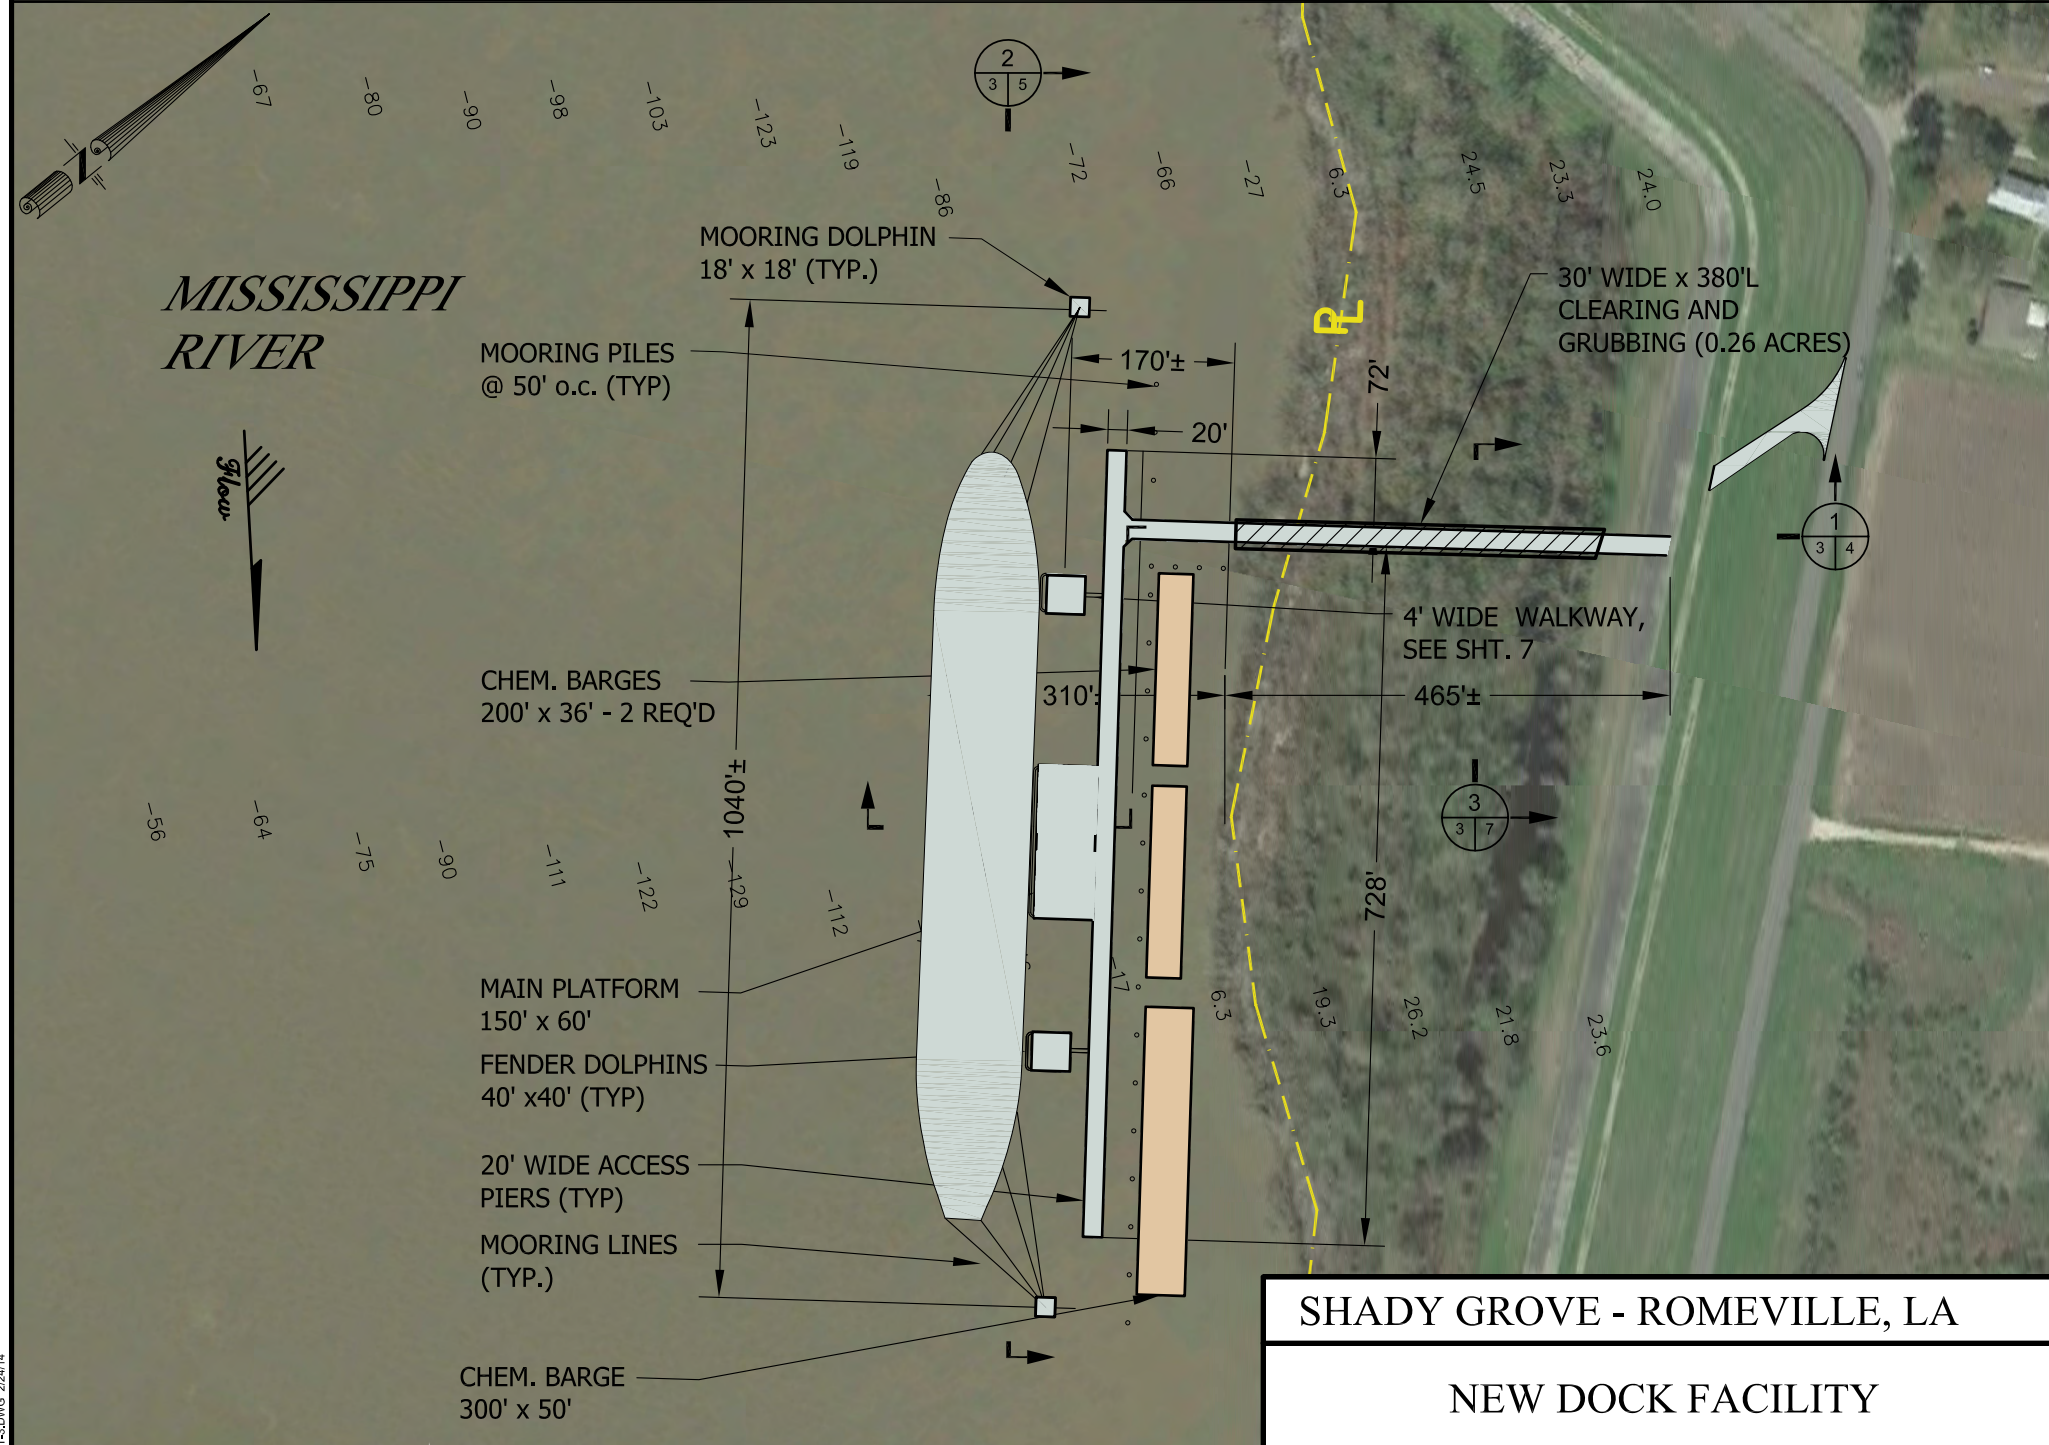 -67
-80
-90
-98
-103
-123
-119
-86
-72
-66
-27
6.3
24.5
23.3
24.0
2
3 5
MISSISSIPPI
RIVER
Flow
MOORING DOLPHIN
18' x 18' (TYP.)
MOORING PILES
@ 50' o.c. (TYP)
170'±
20'
72'
PL
30' WIDE x 380'L
CLEARING AND
GRUBBING (0.26 ACRES)
1
3 4
4' WIDE WALKWAY,
SEE SHT. 7
CHEM. BARGES
200' x 36' - 2 REQ'D
310'±
465'±
1040'±
728'
3
3 7
-56
-64
-75
-90
-111
-122
-129
-112
-17
6.3
19.3
26.2
21.8
23.6
MAIN PLATFORM
150' x 60'
FENDER DOLPHINS
40' x40' (TYP)
20' WIDE ACCESS
PIERS (TYP)
MOORING LINES
(TYP.)
CHEM. BARGE
300' x 50'
SHADY GROVE - ROMEVILLE, LA
NEW DOCK FACILITY
2/24/14